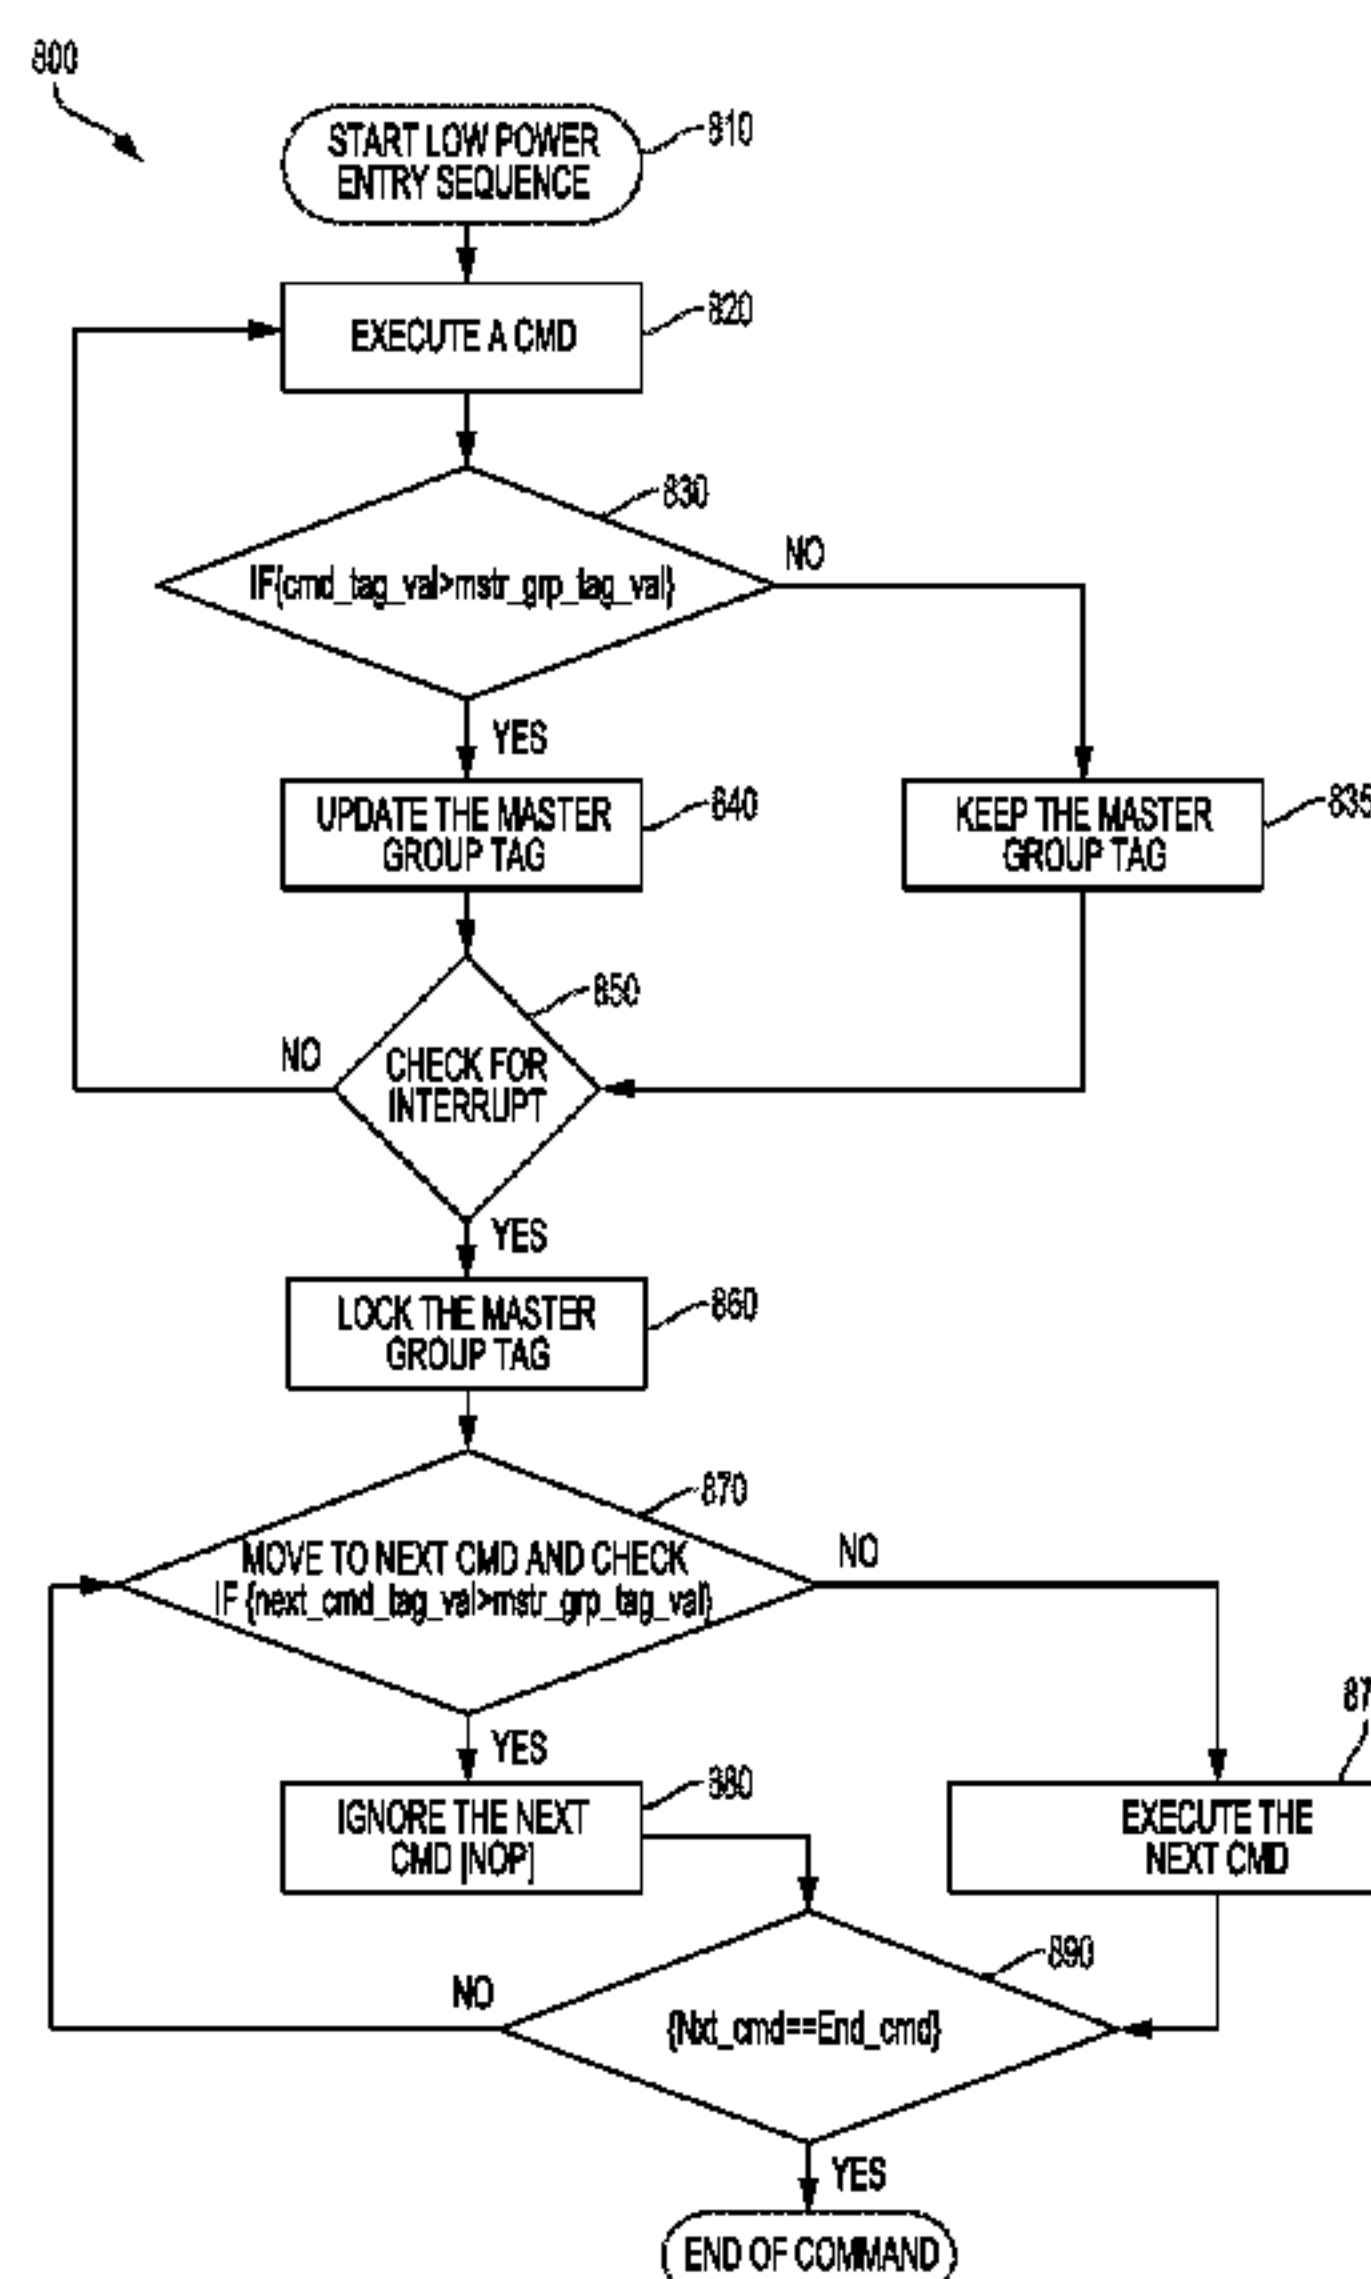 800
START LOW POWER
ENTRY SEQUENCE
810
EXECUTE A CMD
820
830
IF{cmd_tag_val>mstr_grp_tag_val}
NO
YES
UPDATE THE MASTER
GROUP TAG
840
KEEP THE MASTER
GROUP TAG
835
850
NO
CHECK FOR
INTERRUPT
YES
LOCK THE MASTER
GROUP TAG
860
870
MOVE TO NEXT CMD AND CHECK
IF {next_cmd_tag_val>mstr_grp_tag_val}
NO
YES
IGNORE THE NEXT
CMD [NOP]
880
87
EXECUTE THE
NEXT CMD
890
NO
{Nxt_cmd==End_cmd}
YES
END OF COMMAND